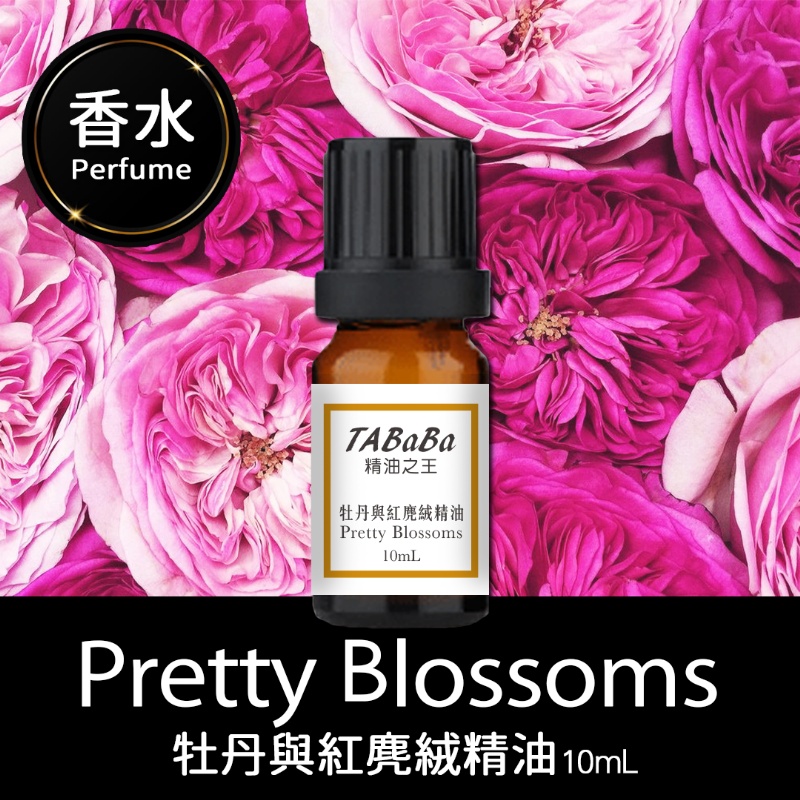 香水
Perfume
TABaBa
精油之王
牡丹與紅麂絨精油
Pretty Blossoms
10mL
Pretty Blossoms
牡丹與紅麂絨精油10mL